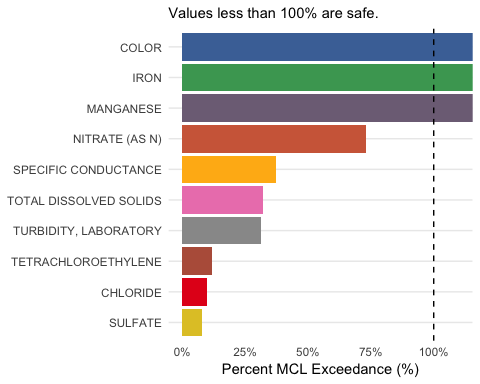 Values less than 100% are safe.
COLOR
IRON
MANGANESE
NITRATE (AS N)
SPECIFIC CONDUCTANCE
TOTAL DISSOLVED SOLIDS
TURBIDITY, LABORATORY
TETRACHLOROETHYLENE
CHLORIDE
SULFATE
0% 25% 50% 75% 100%
Percent MCL Exceedance (%)